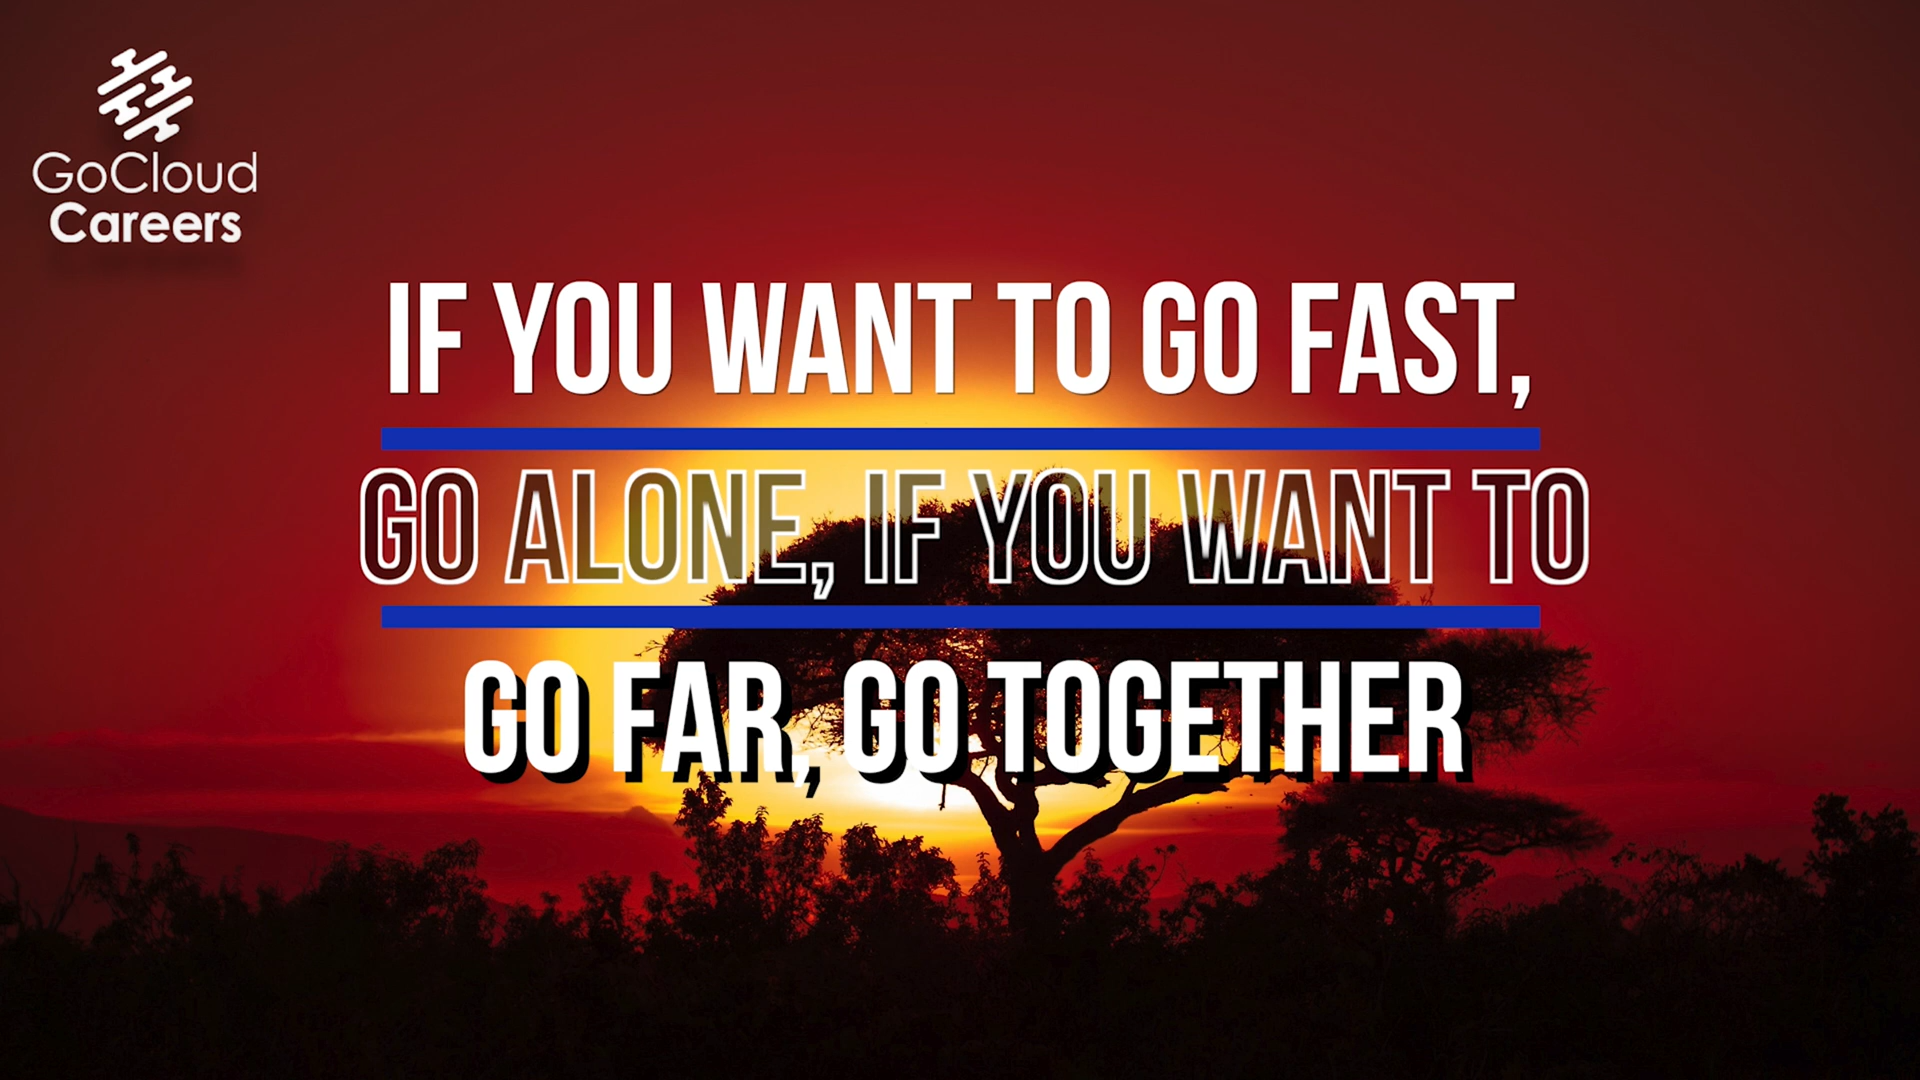 GoCloud
Careers
IF YOU WANT TO GO FAST,
GO ALONE, IF YOU WANT TO
GO FAR, GO TOGETHER